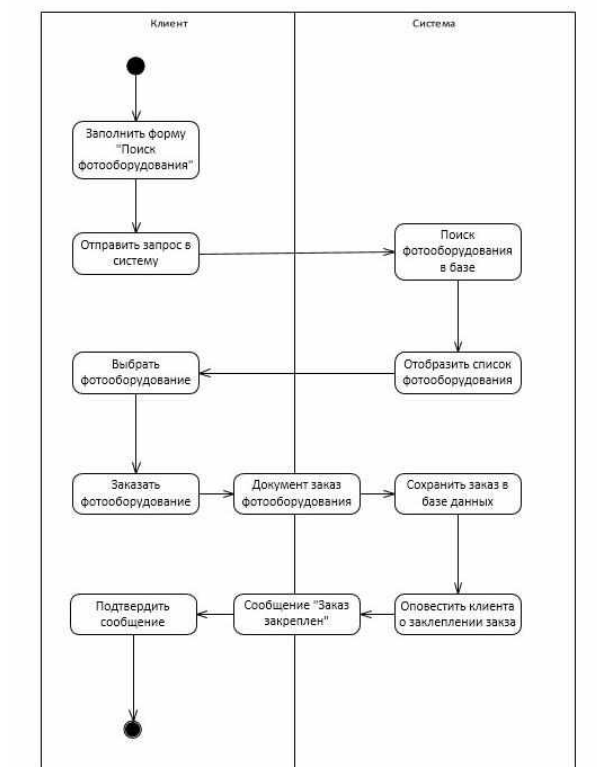 Клиент
Система
Заполнить форму
"Поиск
фотооборудования"
Отправить запрос в
систему
Поиск
фотооборудования
в базе
Выбрать
фотооборудование
Отобразить список
фотооборудования
Заказать
фотооборудование
Документ заказ
фотооборудования
Сохранить заказ в
базе данных
Подтвердить
сообщение
Сообщение "Заказ
закреплен"
Оповестить клиента
о заклеплении закза